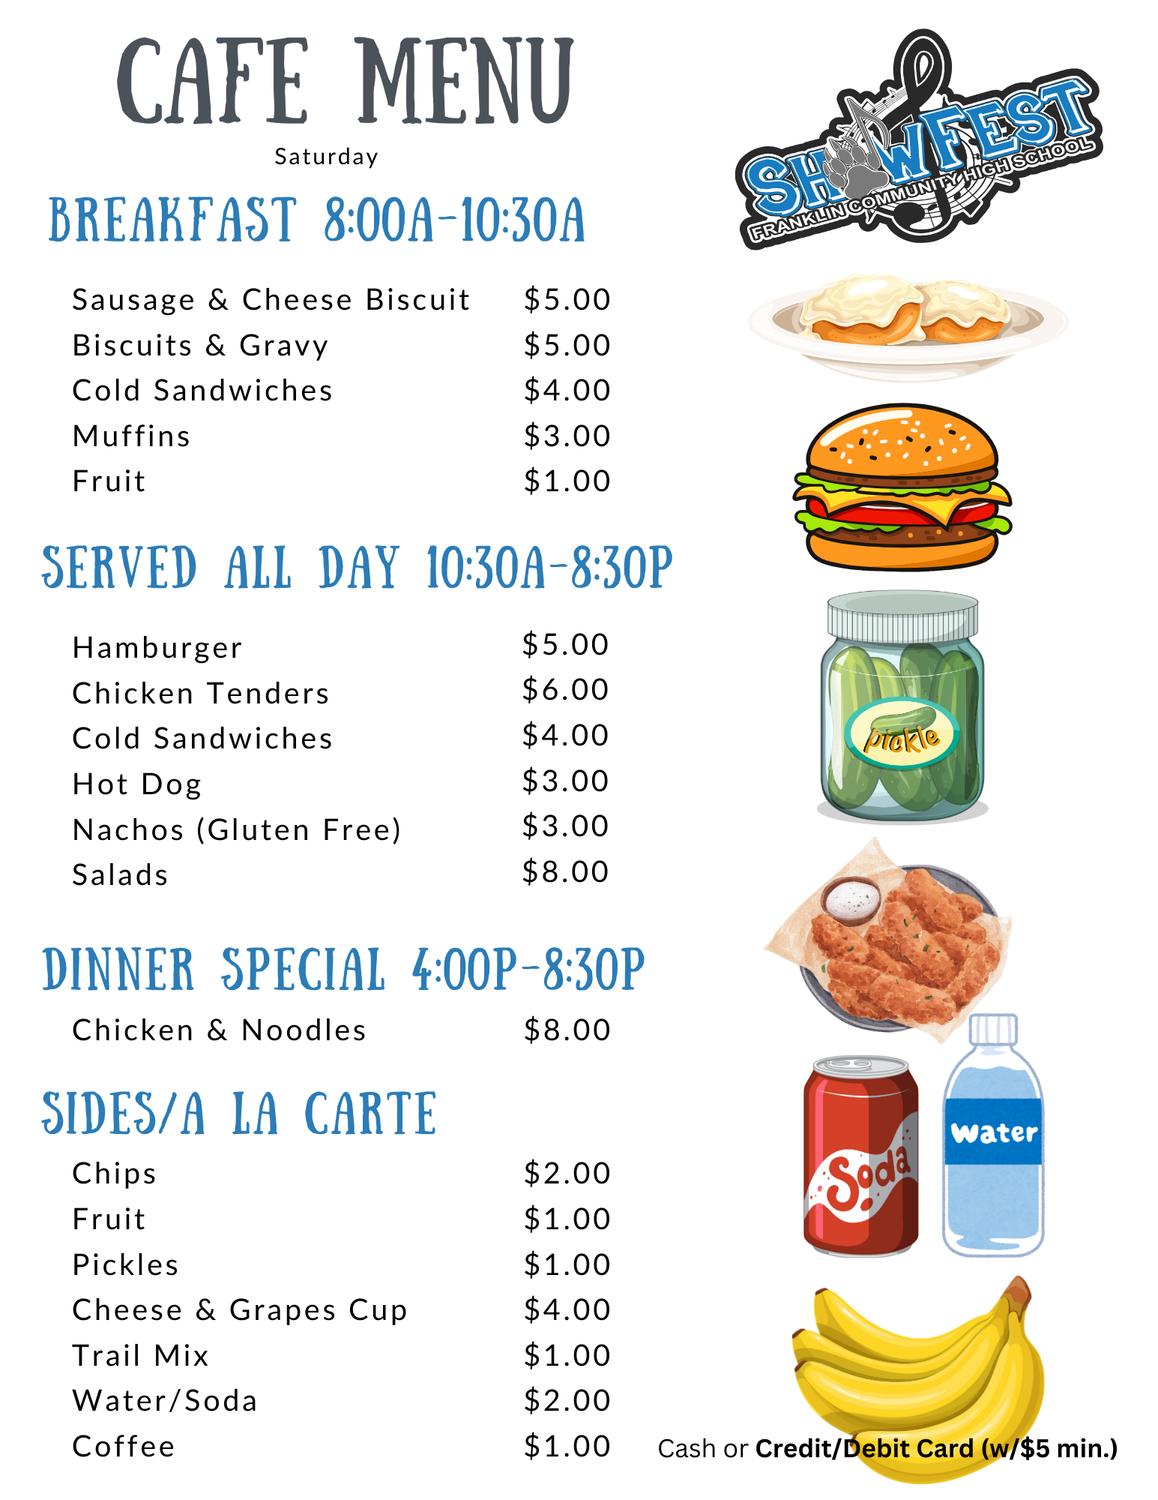 CAFE MENU
Saturday
SHOWFEST
FRANKLIN COMMUNITY HIGH SCHOOL
BREAKFAST 8:00A-10:30A
Sausage & Cheese Biscuit $5.00
Biscuits & Gravy $5.00
Cold Sandwiches $4.00
Muffins $3.00
Fruit $1.00
SERVED ALL DAY 10:30A-8:30P
Hamburger $5.00
Chicken Tenders $6.00
Cold Sandwiches $4.00
Hot Dog $3.00
Nachos (Gluten Free) $3.00
Salads $8.00
pickle
DINNER SPECIAL 4:00P-8:30P
Chicken & Noodles $8.00
SIDES/A LA CARTE
Chips $2.00
Fruit $1.00
Pickles $1.00
Cheese & Grapes Cup $4.00
Trail Mix $1.00
Water/Soda $2.00
Coffee $1.00
Water
Soda
Cash or Credit/Debit Card (w/$5 min.)